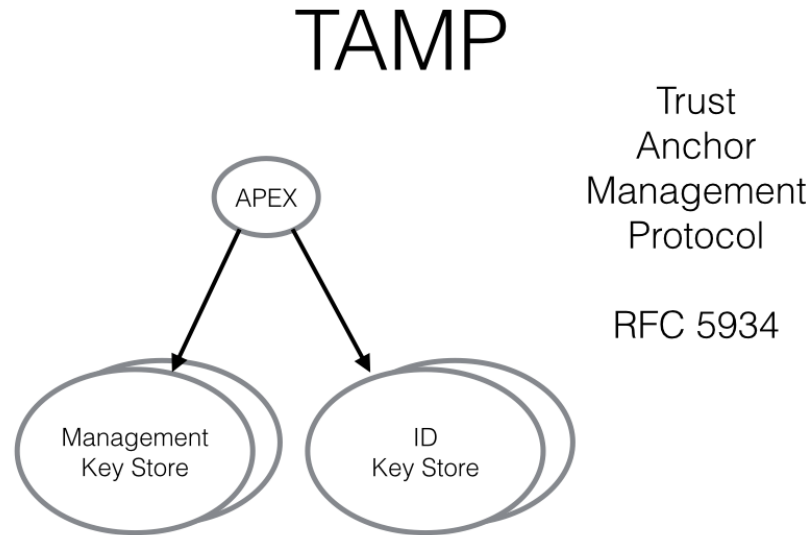 TAMP
Trust
Anchor
Management
Protocol
RFC 5934
APEX
Management
Key Store
ID
Key Store